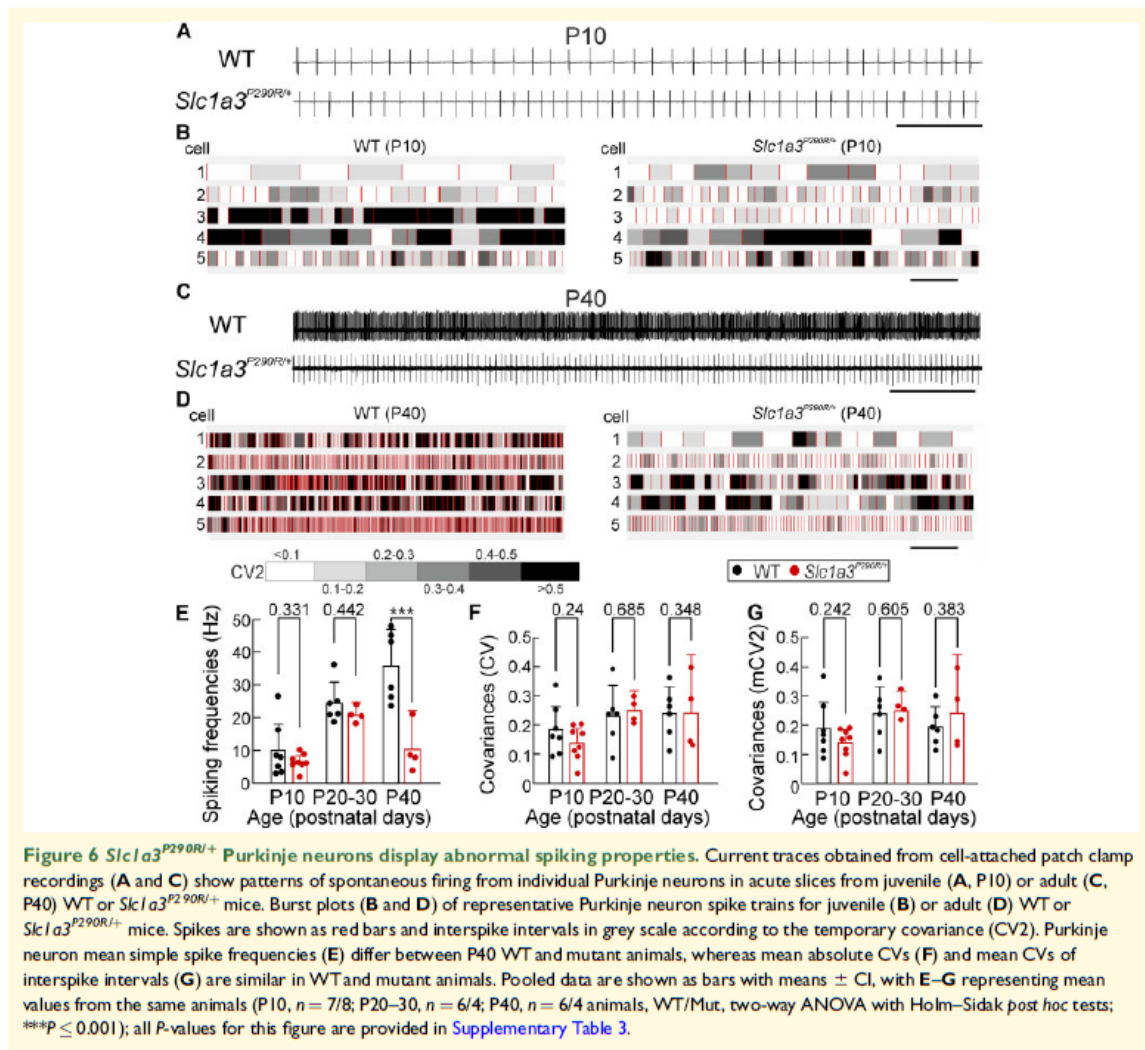 A
P10
WT
Slc1a3P290R/+
B
cell
WT (P10)
1
2
3
4
5
cell
Slc1a3P290R/+ (P10)
1
2
3
4
5
C
P40
WT
Slc1a3P290R/+
D
cell
WT (P40)
1
2
3
4
5
cell
Slc1a3P290R/+ (P40)
1
2
3
4
5
<0.1 0.2-0.3 0.4-0.5
CV2
0.1-0.2 0.3-0.4 >0.5
WT Slc1a3P290R/+
E
0.331 0.442 ***
Spiking frequencies (Hz)
50
40
30
20
10
0
P10 P20-30 P40
Age (postnatal days)
F
0.24 0.685 0.348
Covariances (CV)
0.5
0.4
0.3
0.2
0.1
0
P10 P20-30 P40
Age (postnatal days)
G
0.242 0.605 0.383
Covariances (mCV2)
0.5
0.4
0.3
0.2
0.1
0
P10 P20-30 P40
Age (postnatal days)
Figure 6 Slc1a3P290R/+ Purkinje neurons display abnormal spiking properties. Current traces obtained from cell-attached patch clamp
recordings (A and C) show patterns of spontaneous firing from individual Purkinje neurons in acute slices from juvenile (A, P10) or adult (C,
P40) WT or Slc1a3P290R/+ mice. Burst plots (B and D) of representative Purkinje neuron spike trains for juvenile (B) or adult (D) WT or
Slc1a3P290R/+ mice. Spikes are shown as red bars and interspike intervals in grey scale according to the temporary covariance (CV2). Purkinje
neuron mean simple spike frequencies (E) differ between P40 WT and mutant animals, whereas mean absolute CVs (F) and mean CVs of
interspike intervals (G) are similar in WT and mutant animals. Pooled data are shown as bars with means ± CI, with E–G representing mean
values from the same animals (P10, n = 7/8; P20–30, n = 6/4; P40, n = 6/4 animals, WT/Mut, two-way ANOVA with Holm–Sidak post hoc tests;
***P ≤ 0.001); all P-values for this figure are provided in Supplementary Table 3.